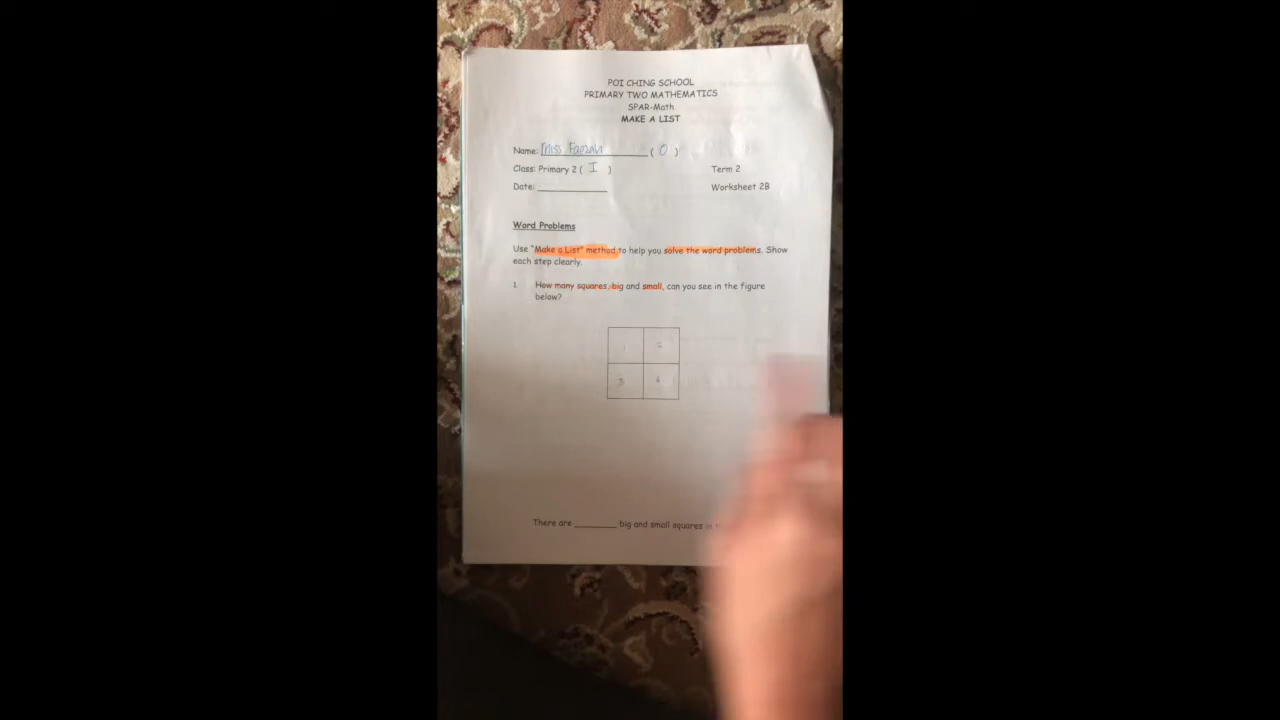 POI CHING SCHOOL
PRIMARY TWO MATHEMATICS
SPAR-Math
MAKE A LIST
Name: Miss ( 0 )
Class: Primary 2 ( I )
Term 2
Date: ____________
Worksheet 2B
Word Problems
Use "Make a List" method to help you solve the word problems. Show
each step clearly.
1. How many squares, big and small, can you see in the figure
below?
1 2
3 4
There are ________ big and small squares in